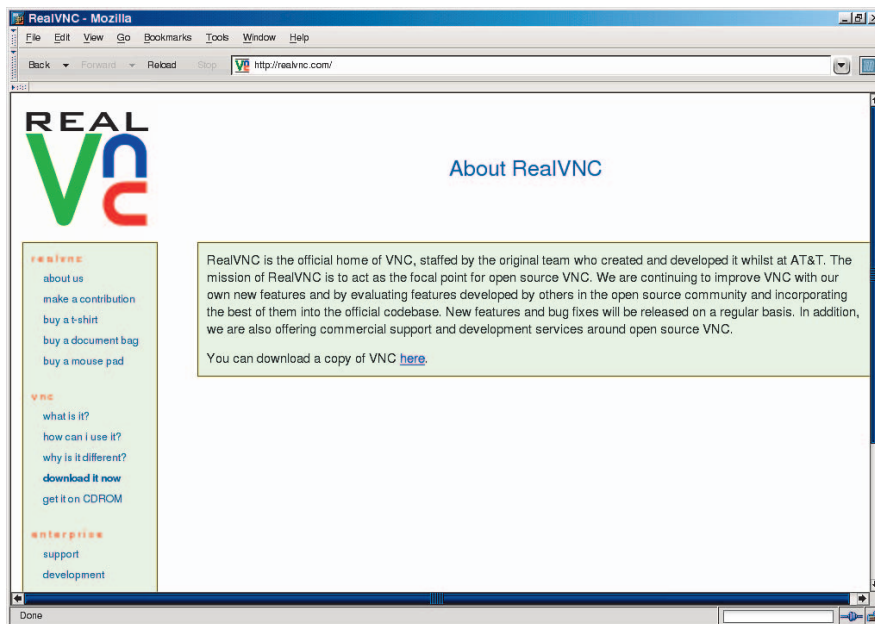 RealVNC - Mozilla
File Edit View Go Bookmarks Tools Window Help
Back Forward Reload Stop http://realvnc.com/
REAL
Vnc
About RealVNC
realvnc
about us
make a contribution
buy a t-shirt
buy a document bag
buy a mouse pad
vnc
what is it?
how can i use it?
why is it different?
download it now
get it on CDROM
enterprise
support
development
RealVNC is the official home of VNC, staffed by the original team who created and developed it whilst at AT&T. The
mission of RealVNC is to act as the focal point for open source VNC. We are continuing to improve VNC with our
own new features and by evaluating features developed by others in the open source community and incorporating
the best of them into the official codebase. New features and bug fixes will be released on a regular basis. In addition,
we are also offering commercial support and development services around open source VNC.
You can download a copy of VNC here.
Done